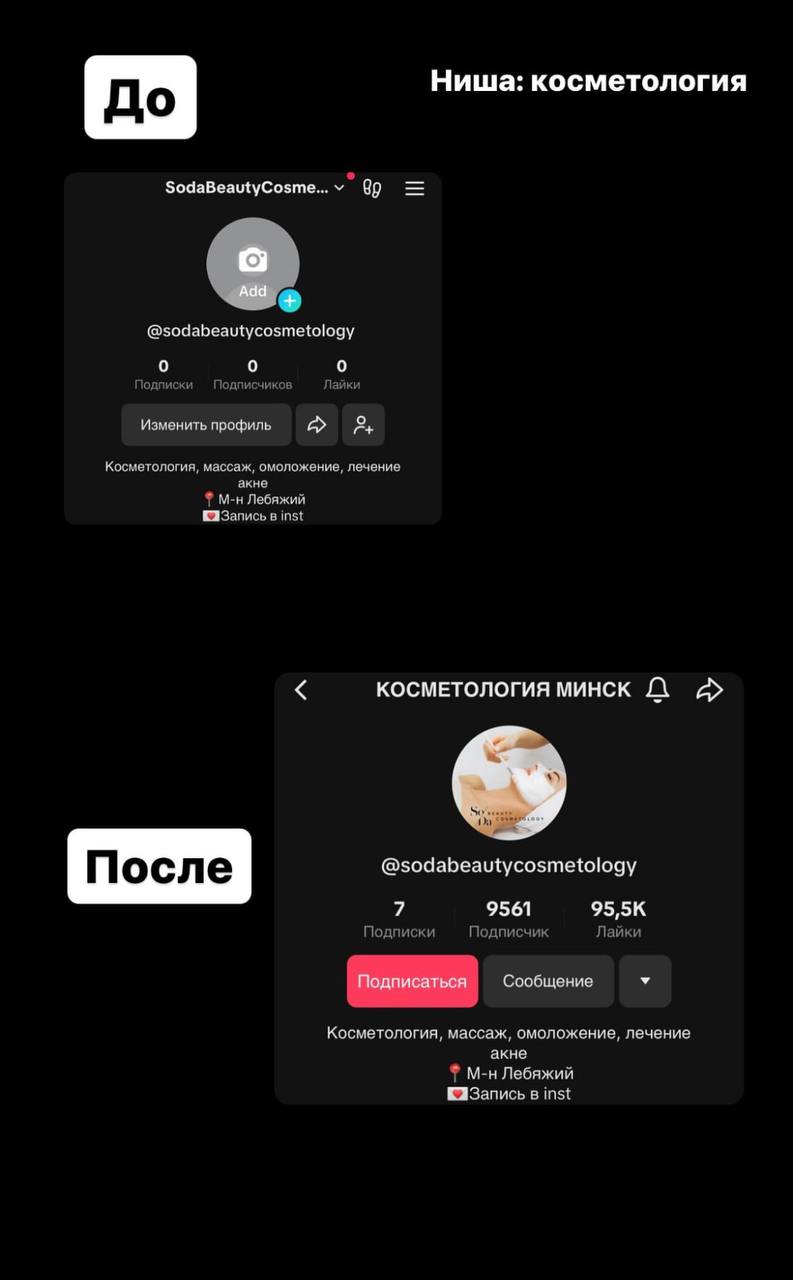 До
Ниша: косметология
SodaBeautyCosme...
Add
@sodabeautycosmetology
0 0 0
Подписки Подписчиков Лайки
Изменить профиль
Косметология, массаж, омоложение, лечение
акне
📍М-н Лебяжий
💌Запись в inst
После
КОСМЕТОЛОГИЯ МИНСК
So BEAUTY
Da COSMETOLOGY
@sodabeautycosmetology
7 9561 95,5K
Подписки Подписчик Лайки
Подписаться Сообщение
Косметология, массаж, омоложение, лечение
акне
📍М-н Лебяжий
💌Запись в inst